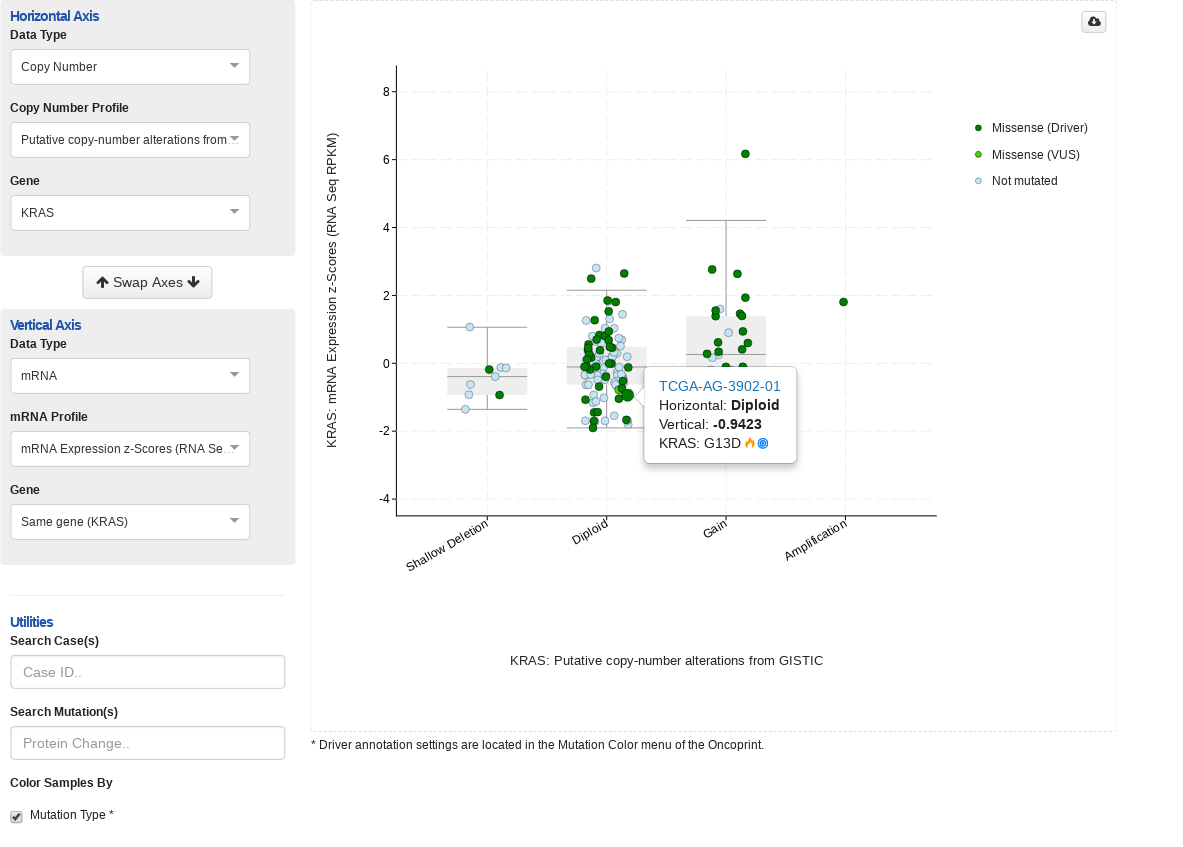 Horizontal Axis
Data Type
Copy Number
Copy Number Profile
Putative copy-number alterations from...
Gene
KRAS
Swap Axes
Vertical Axis
Data Type
mRNA
mRNA Profile
mRNA Expression z-Scores (RNA Se...
Gene
Same gene (KRAS)
Utilities
Search Case(s)
Case ID..
Search Mutation(s)
Protein Change..
Color Samples By
Mutation Type *
KRAS: mRNA Expression z-Scores (RNA Seq RPKM)
8
6
4
2
0
-2
-4
Shallow Deletion
Diploid
Gain
Amplification
KRAS: Putative copy-number alterations from GISTIC
Missense (Driver)
Missense (VUS)
Not mutated
TCGA-AG-3902-01
Horizontal: Diploid
Vertical: -0.9423
KRAS: G13D
* Driver annotation settings are located in the Mutation Color menu of the Oncoprint.